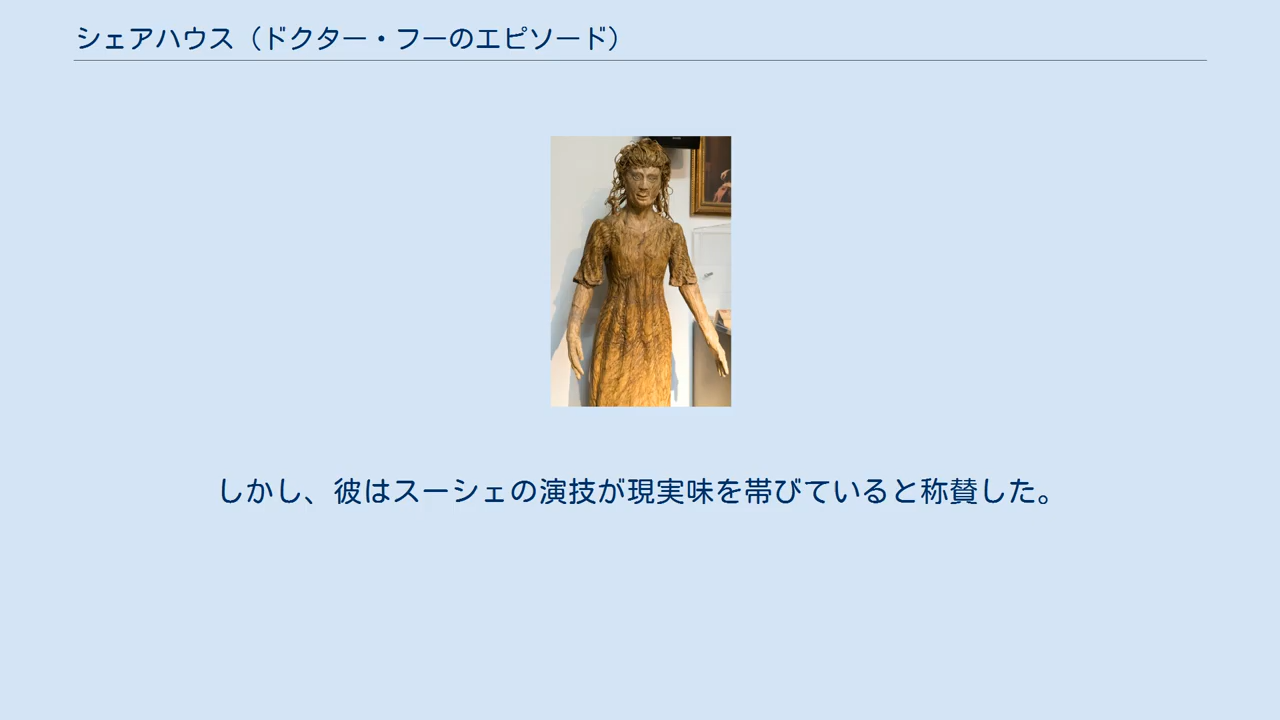 シェアハウス（ドクター・フーのエピソード）
しかし、彼はスーシェの演技が現実味を帯びていると称賛した。